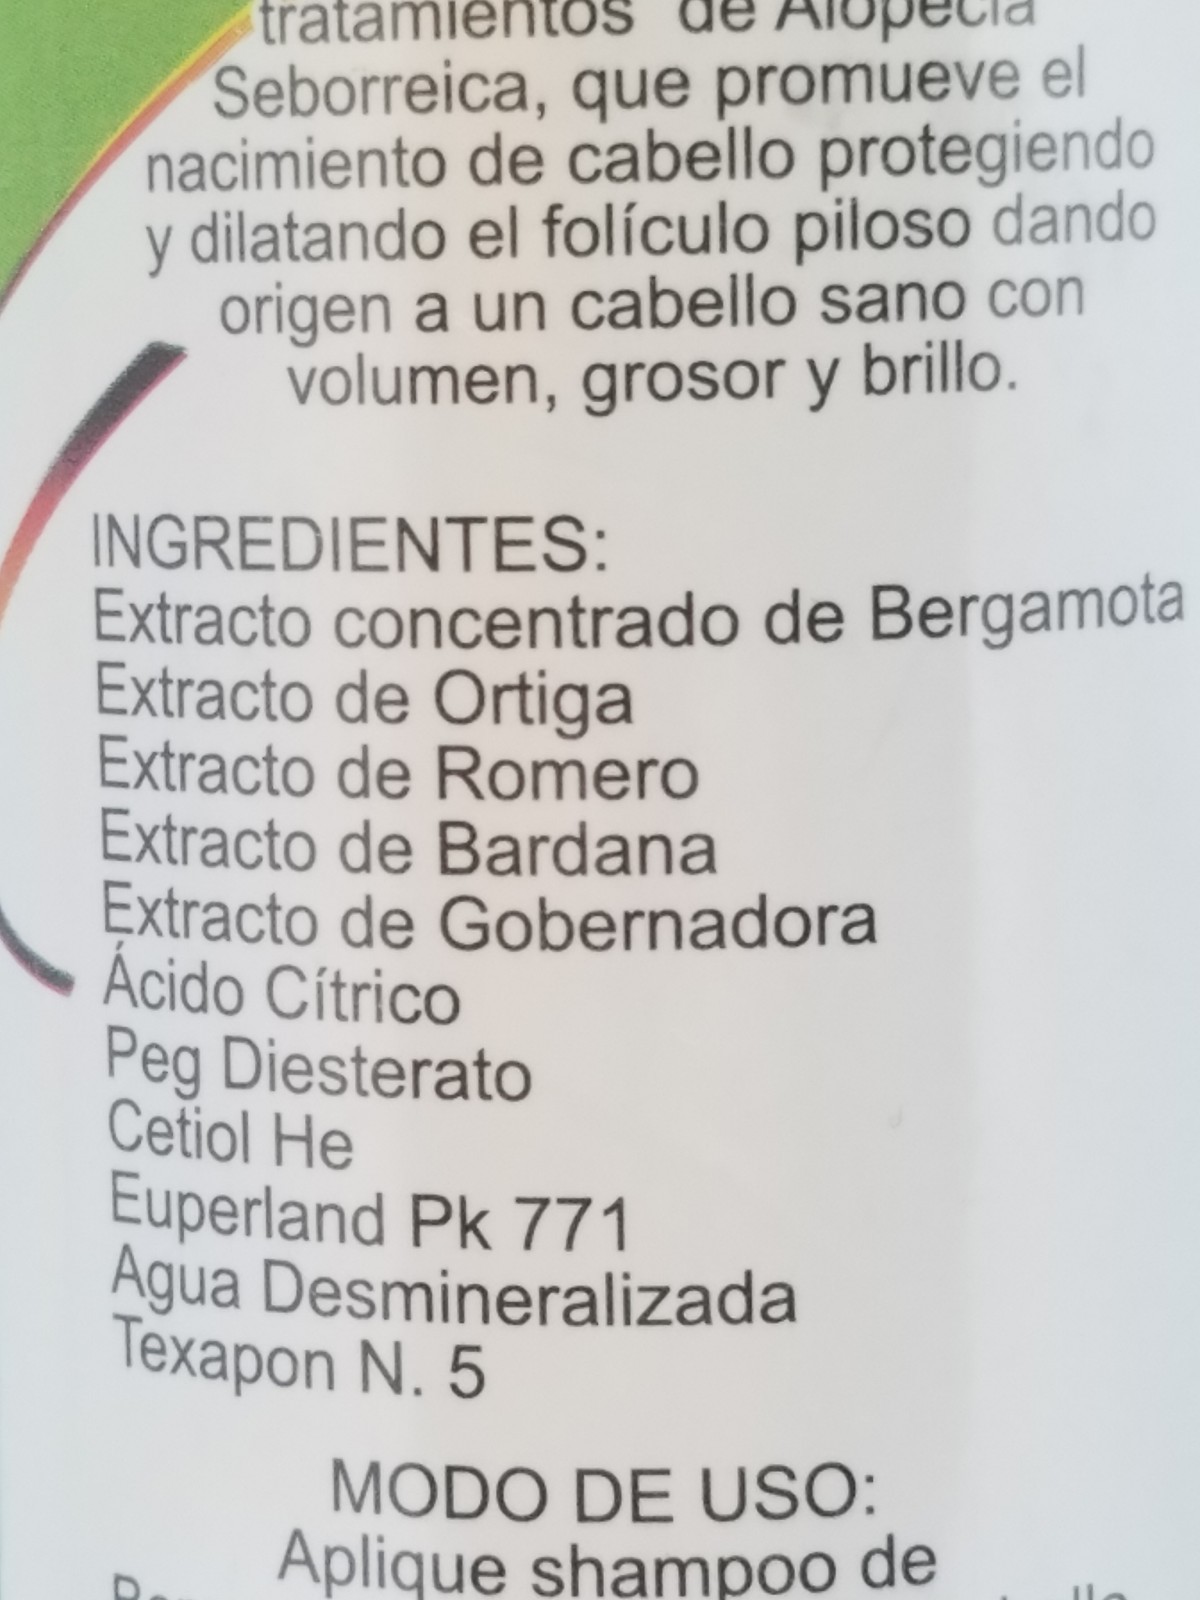 tratamientos de Alopecia
Seborreica, que promueve el
nacimiento de cabello protegiendo
y dilatando el folículo piloso dando
origen a un cabello sano con
volumen, grosor y brillo.
INGREDIENTES:
Extracto concentrado de Bergamota
Extracto de Ortiga
Extracto de Romero
Extracto de Bardana
Extracto de Gobernadora
Ácido Cítrico
Peg Diesterato
Cetiol He
Euperland Pk 771
Agua Desmineralizada
Texapon N. 5
MODO DE USO:
Aplique shampoo de